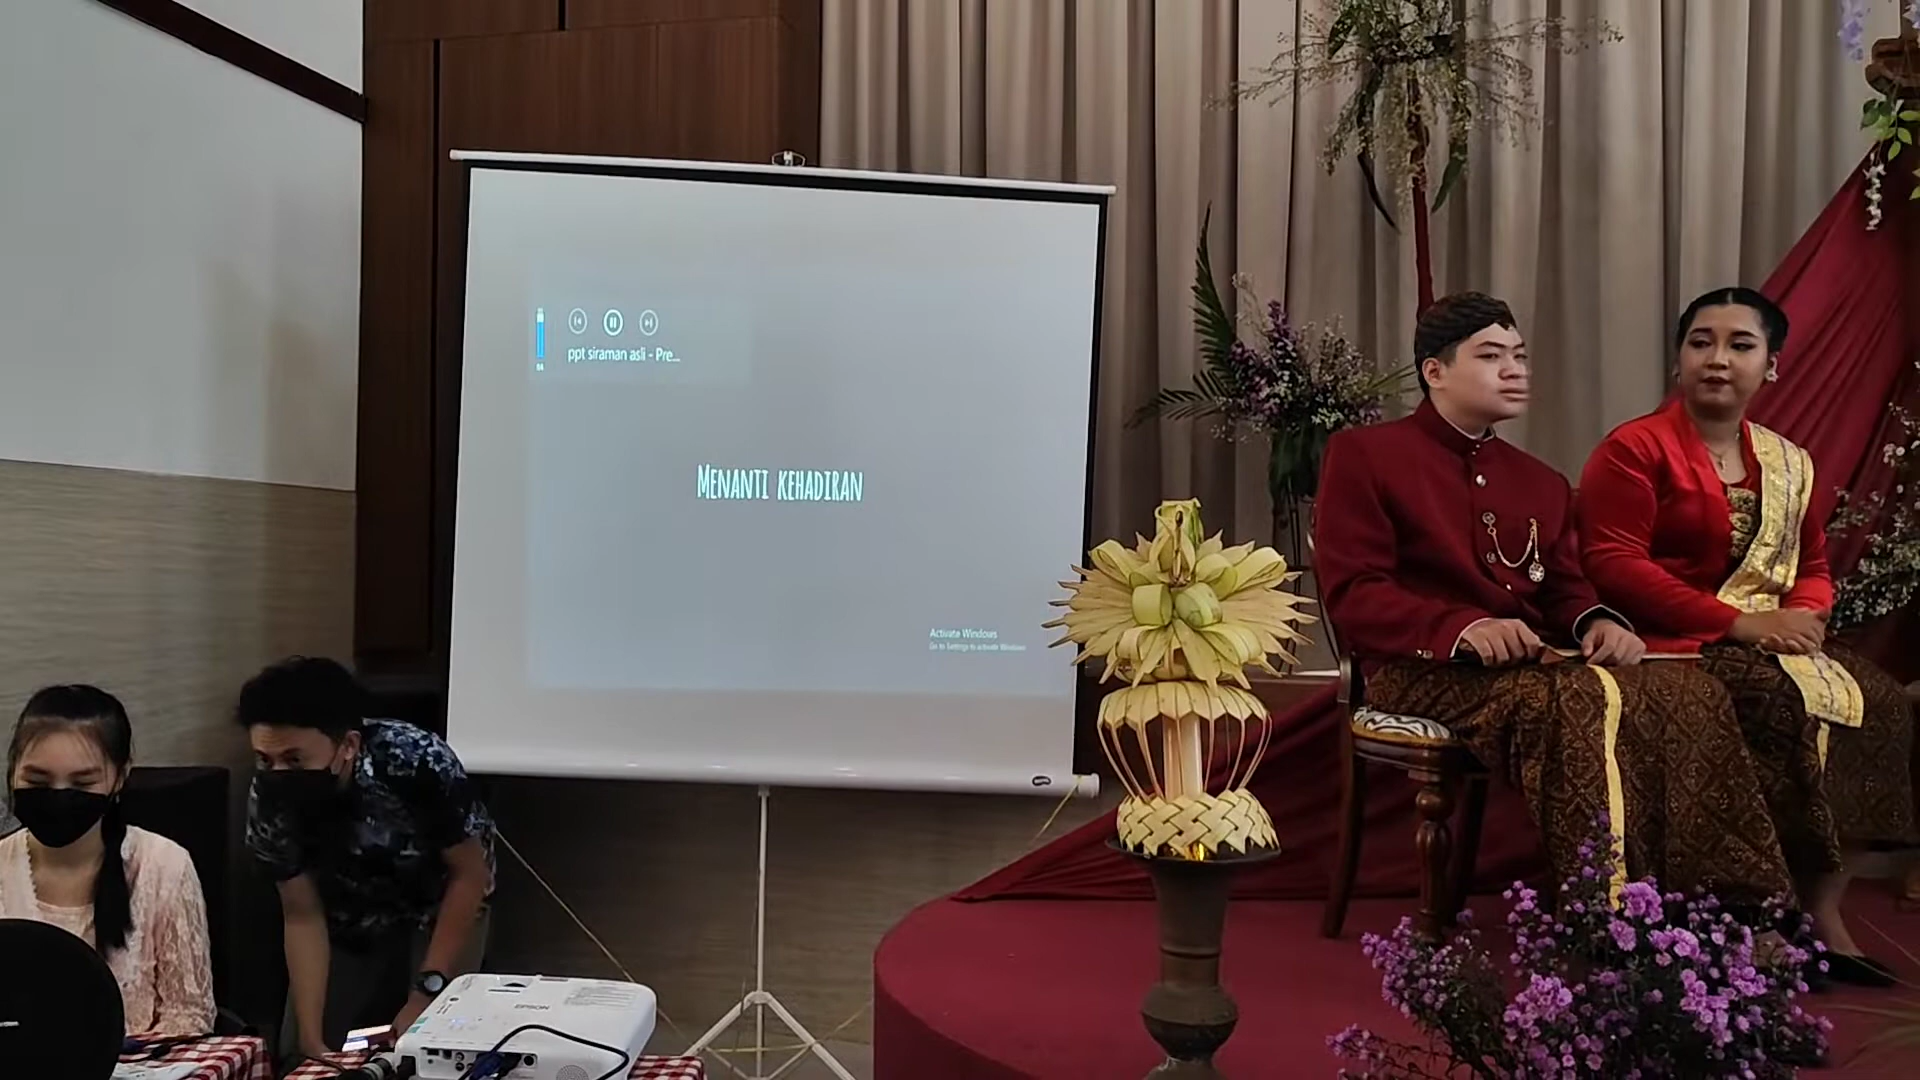 ppt siraman asli - Pre...
Menanti kehadiran
Activate Windows
Go to Settings to activate Windows
EPSON